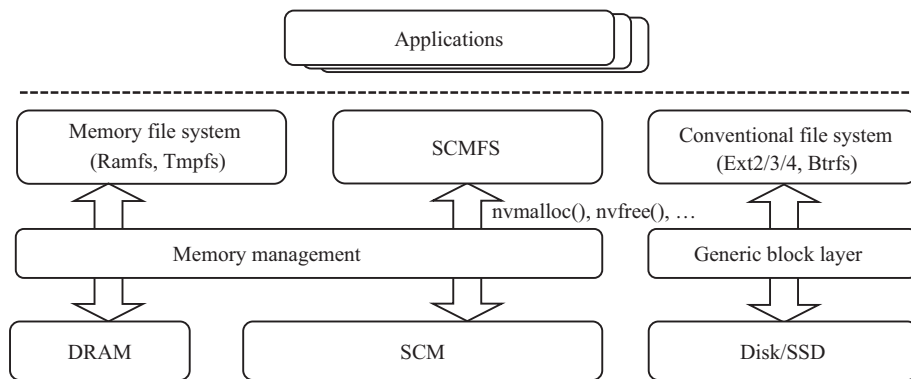 Applications
Memory file system
(Ramfs, Tmpfs)
SCMFS
Conventional file system
(Ext2/3/4, Btrfs)
nvmalloc(), nvfree(), …
Memory management
Generic block layer
DRAM
SCM
Disk/SSD